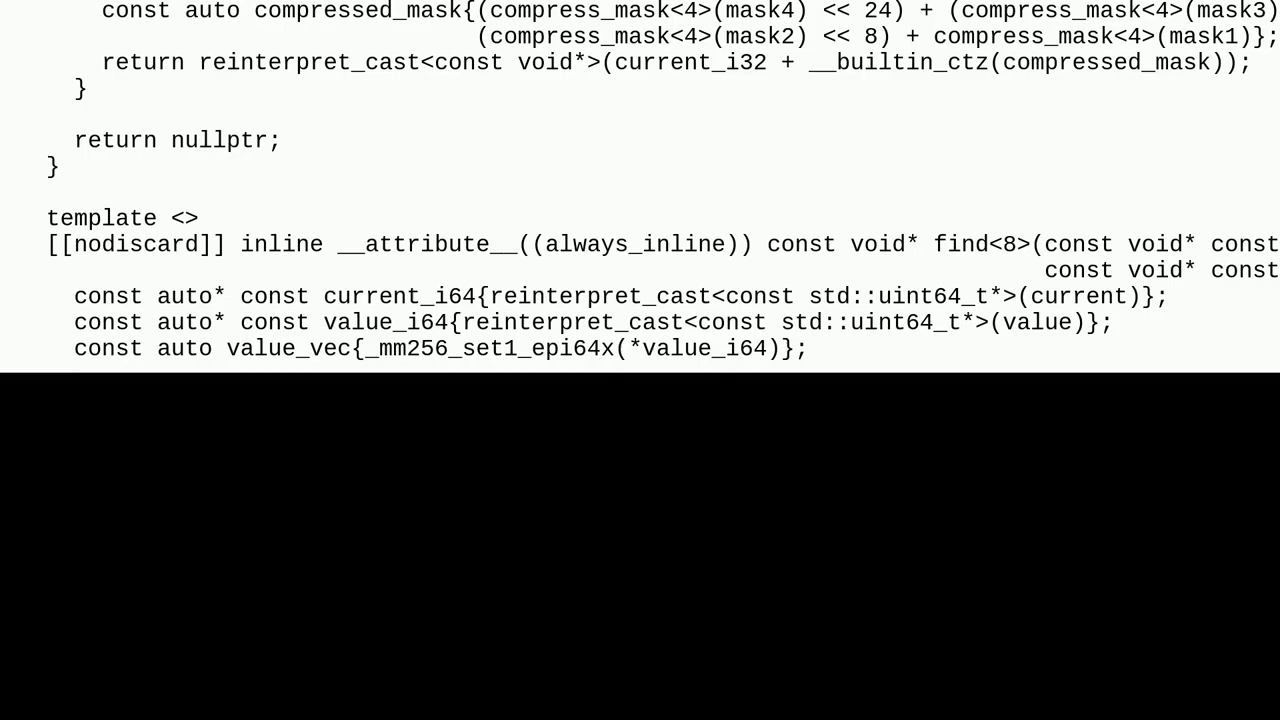 const auto compressed_mask{(compress_mask<4>(mask4) << 24) + (compress_mask<4>(mask3)
(compress_mask<4>(mask2) << 8) + compress_mask<4>(mask1)};
return reinterpret_cast<const void*>(current_i32 + __builtin_ctz(compressed_mask));
}
return nullptr;
}
template <>
[[nodiscard]] inline __attribute__((always_inline)) const void* find<8>(const void* const
const void* const
const auto* const current_i64{reinterpret_cast<const std::uint64_t*>(current)};
const auto* const value_i64{reinterpret_cast<const std::uint64_t*>(value)};
const auto value_vec{_mm256_set1_epi64x(*value_i64)};